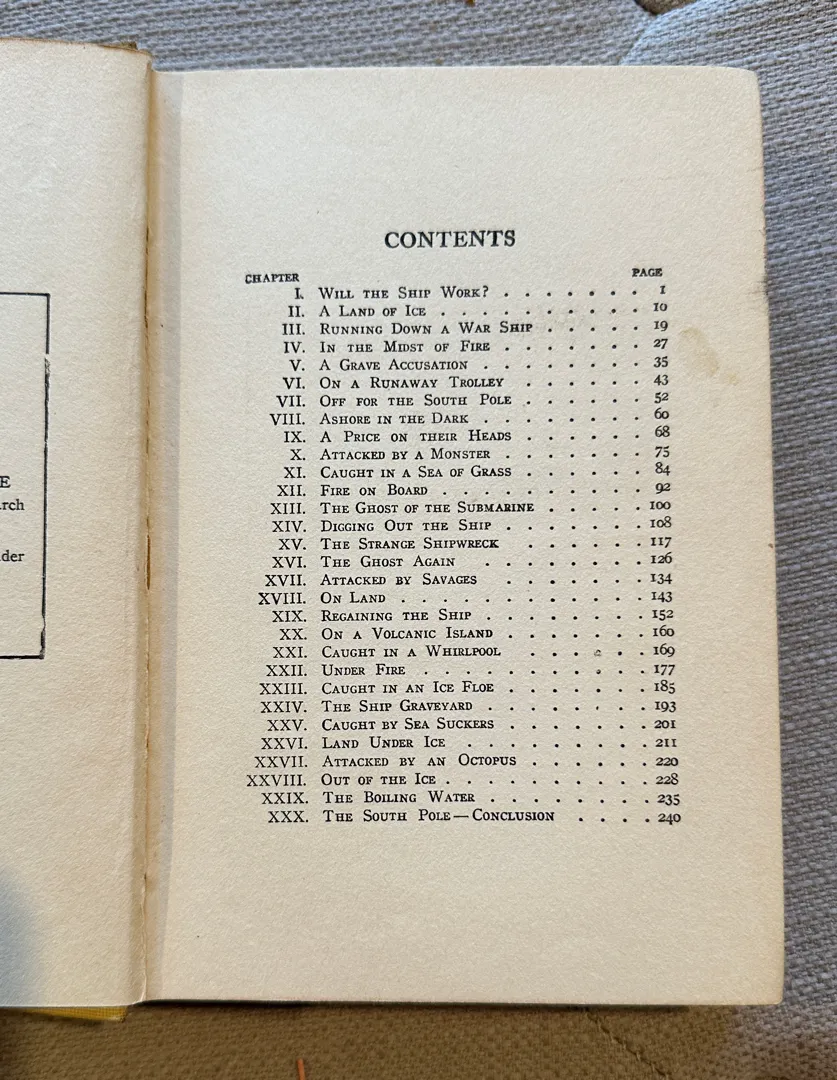 E
arch
der
CONTENTS
CHAPTER PAGE
I. WILL THE SHIP WORK? . . . . . . . 1
II. A LAND OF ICE . . . . . . . . . . 10
III. RUNNING DOWN A WAR SHIP . . . . . 19
IV. IN THE MIDST OF FIRE . . . . . . . 27
V. A GRAVE ACCUSATION . . . . . . . . 35
VI. ON A RUNAWAY TROLLEY . . . . . . 43
VII. OFF FOR THE SOUTH POLE . . . . . . 52
VIII. ASHORE IN THE DARK . . . . . . . . 60
IX. A PRICE ON THEIR HEADS . . . . . . 68
X. ATTACKED BY A MONSTER . . . . . . . 75
XI. CAUGHT IN A SEA OF GRASS . . . . . . 84
XII. FIRE ON BOARD . . . . . . . . . . 92
XIII. THE GHOST OF THE SUBMARINE . . . . . 100
XIV. DIGGING OUT THE SHIP . . . . . . . 108
XV. THE STRANGE SHIPWRECK . . . . . . 117
XVI. THE GHOST AGAIN . . . . . . . . 126
XVII. ATTACKED BY SAVAGES . . . . . . . 134
XVIII. ON LAND . . . . . . . . . . . 143
XIX. REGAINING THE SHIP . . . . . . . . 152
XX. ON A VOLCANIC ISLAND . . . . . . . 160
XXI. CAUGHT IN A WHIRLPOOL . . . . . . 169
XXII. UNDER FIRE . . . . . . . . . . 177
XXIII. CAUGHT IN AN ICE FLOE . . . . . . . 185
XXIV. THE SHIP GRAVEYARD . . . . . . . . 193
XXV. CAUGHT BY SEA SUCKERS . . . . . . . 201
XXVI. LAND UNDER ICE . . . . . . . . 211
XXVII. ATTACKED BY AN OCTOPUS . . . . . . 220
XXVIII. OUT OF THE ICE . . . . . . . . . . 228
XXIX. THE BOILING WATER . . . . . . . . 235
XXX. THE SOUTH POLE—CONCLUSION . . . . 240